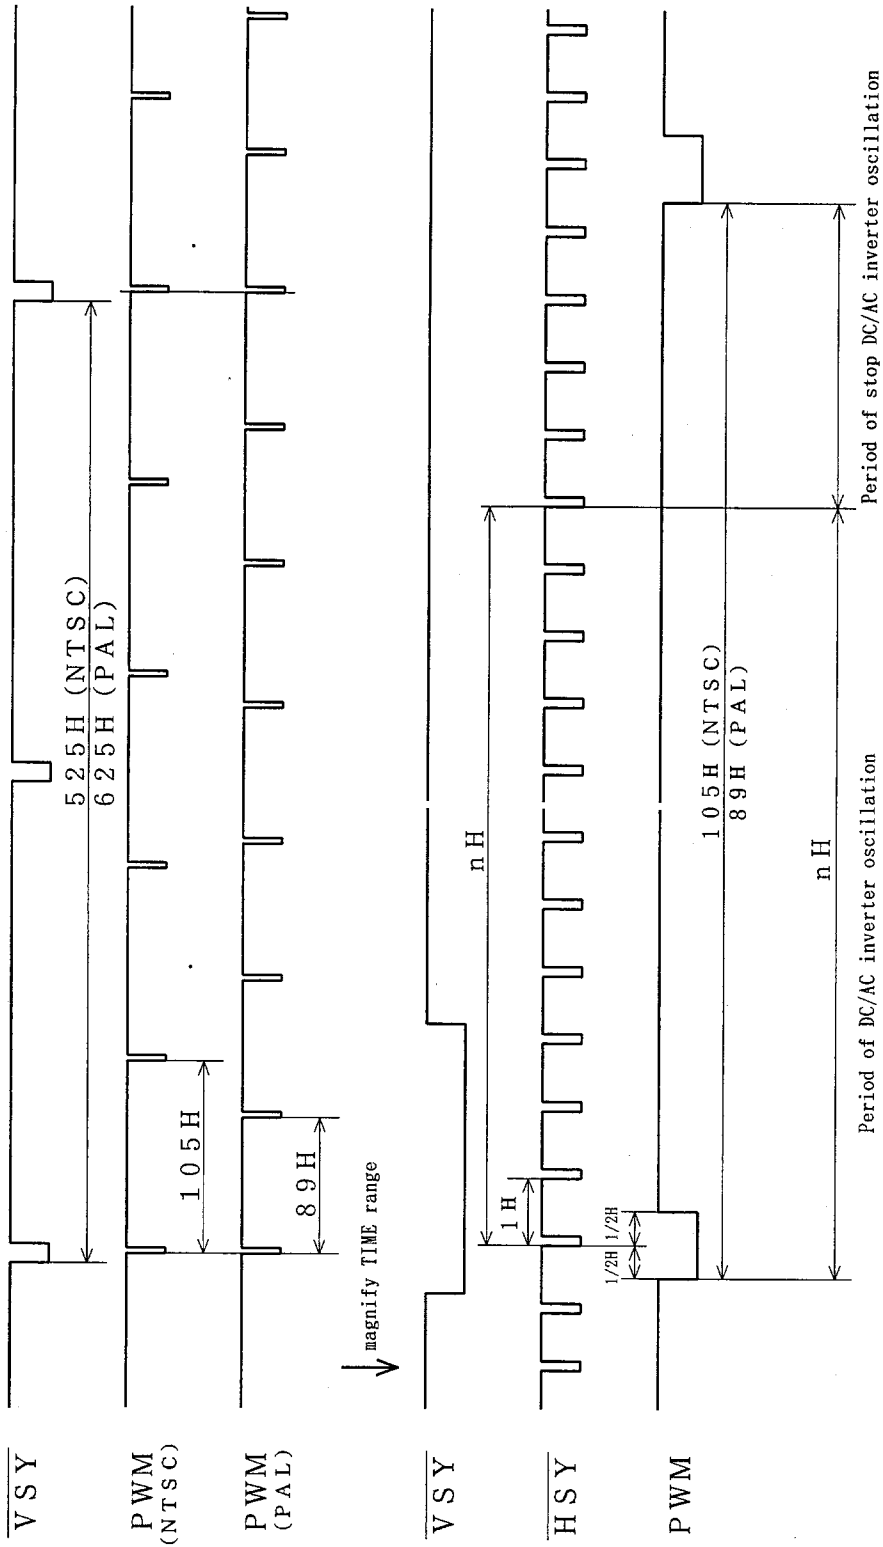 VSY
525H (NTSC)
625H (PAL)
PWM
(NTSC)
105H
PWM
(PAL)
89H
magnify TIME range
VSY
nH
HSY
1H
1/2H 1/2H
PWM
105H (NTSC)
89H (PAL)
nH
Period of DC/AC inverter oscillation
Period of stop DC/AC inverter oscillation